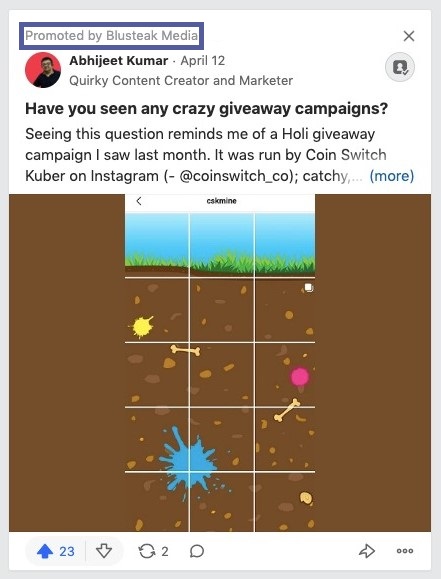 Promoted by Blusteak Media
Abhijeet Kumar · April 12
Quirky Content Creator and Marketer
Have you seen any crazy giveaway campaigns?
Seeing this question reminds me of a Holi giveaway
campaign I saw last month. It was run by Coin Switch
Kuber on Instagram (- @coinswitch_co); catchy,... (more)
cskmine
23
2